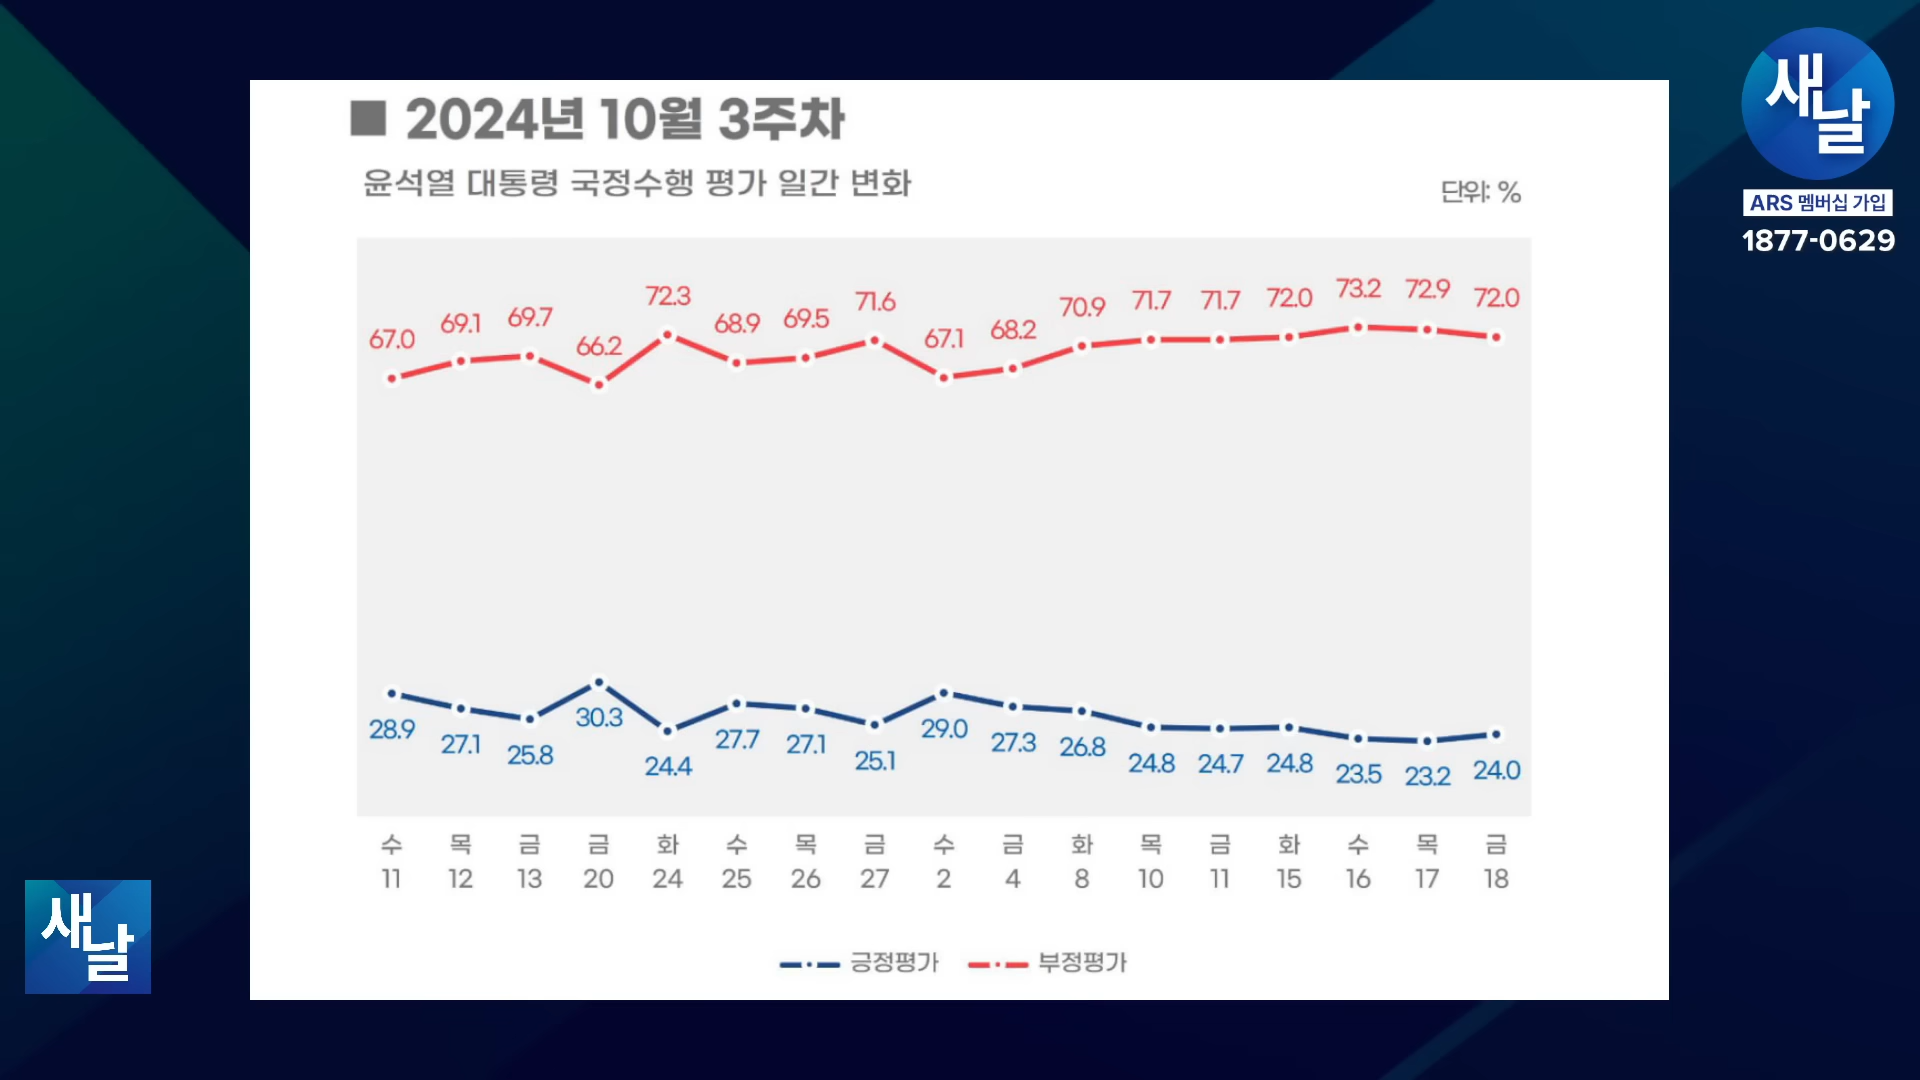 ■ 2024년 10월 3주차
윤석열 대통령 국정수행 평가 일간 변화
단위: %
67.0 69.1 69.7 66.2 72.3 68.9 69.5 71.6 67.1 68.2 70.9 71.7 71.7 72.0 73.2 72.9 72.0
28.9 27.1 25.8 30.3 24.4 27.7 27.1 25.1 29.0 27.3 26.8 24.8 24.7 24.8 23.5 23.2 24.0
수 목 금 금 화 수 목 금 수 금 화 목 금 화 수 목 금
11 12 13 20 24 25 26 27 2 4 8 10 11 15 16 17 18
긍정평가 부정평가
새날
ARS 멤버십 가입
1877-0629
새날